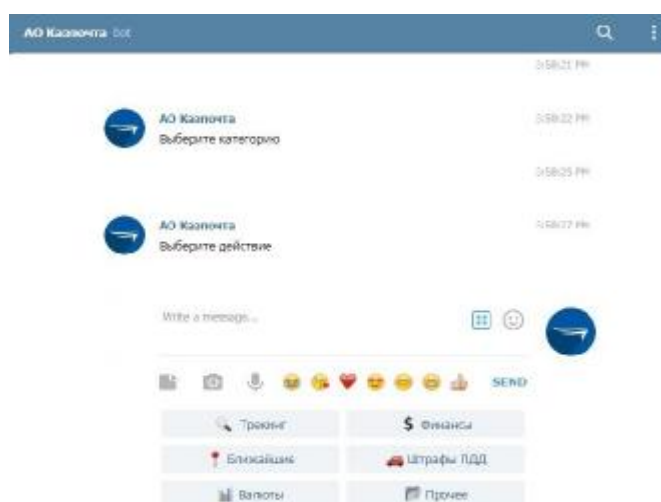 АО Казпочта bot
3:58:21 PM
АО Казпочта
3:58:22 PM
Выберите категорию
3:58:25 PM
АО Казпочта
3:58:27 PM
Выберите действие
Write a message...
SEND
Трекинг
$ Финансы
Ближайшие
Штрафы ПДД
Валюты
Прочее